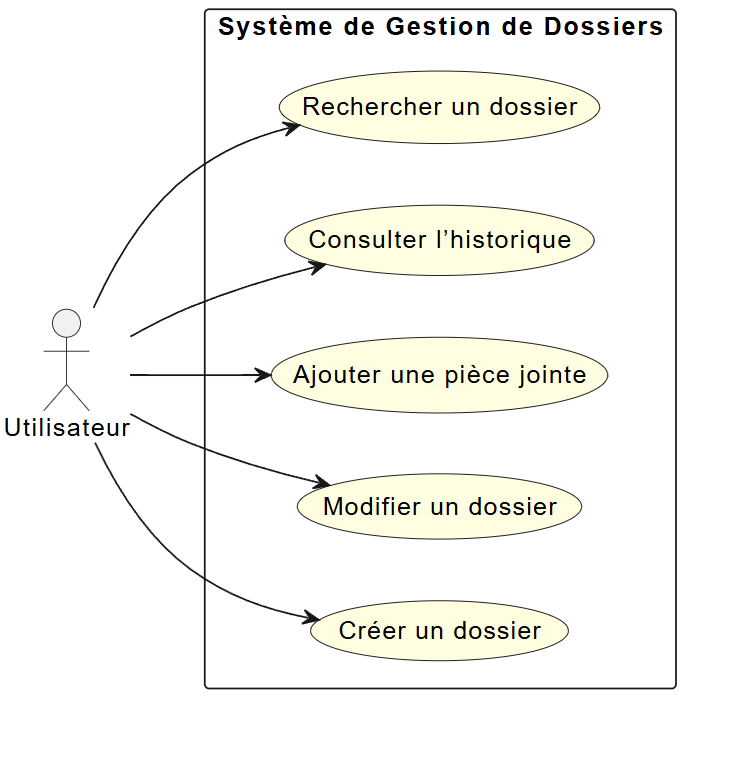 Système de Gestion de Dossiers
Rechercher un dossier
Consulter l’historique
Ajouter une pièce jointe
Utilisateur
Modifier un dossier
Créer un dossier